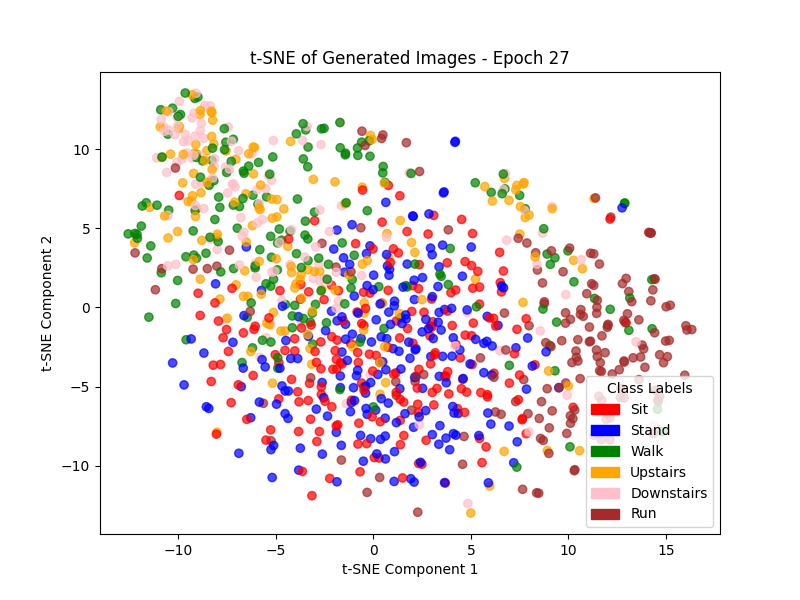 t-SNE of Generated Images - Epoch 27
t-SNE Component 2
10
5
0
−5
−10
−10
−5
0
5
10
15
t-SNE Component 1
Class Labels
Sit
Stand
Walk
Upstairs
Downstairs
Run